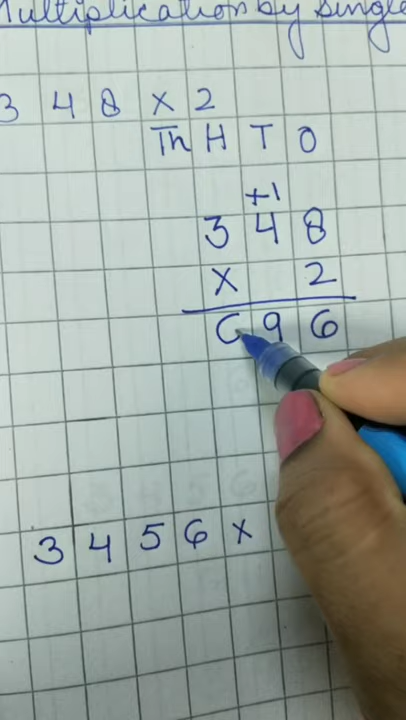 Multiplication by Single
3 4 8 x 2
Th H T O
+1
3 4 8
x 2
6 9 6
3 4 5 6 x